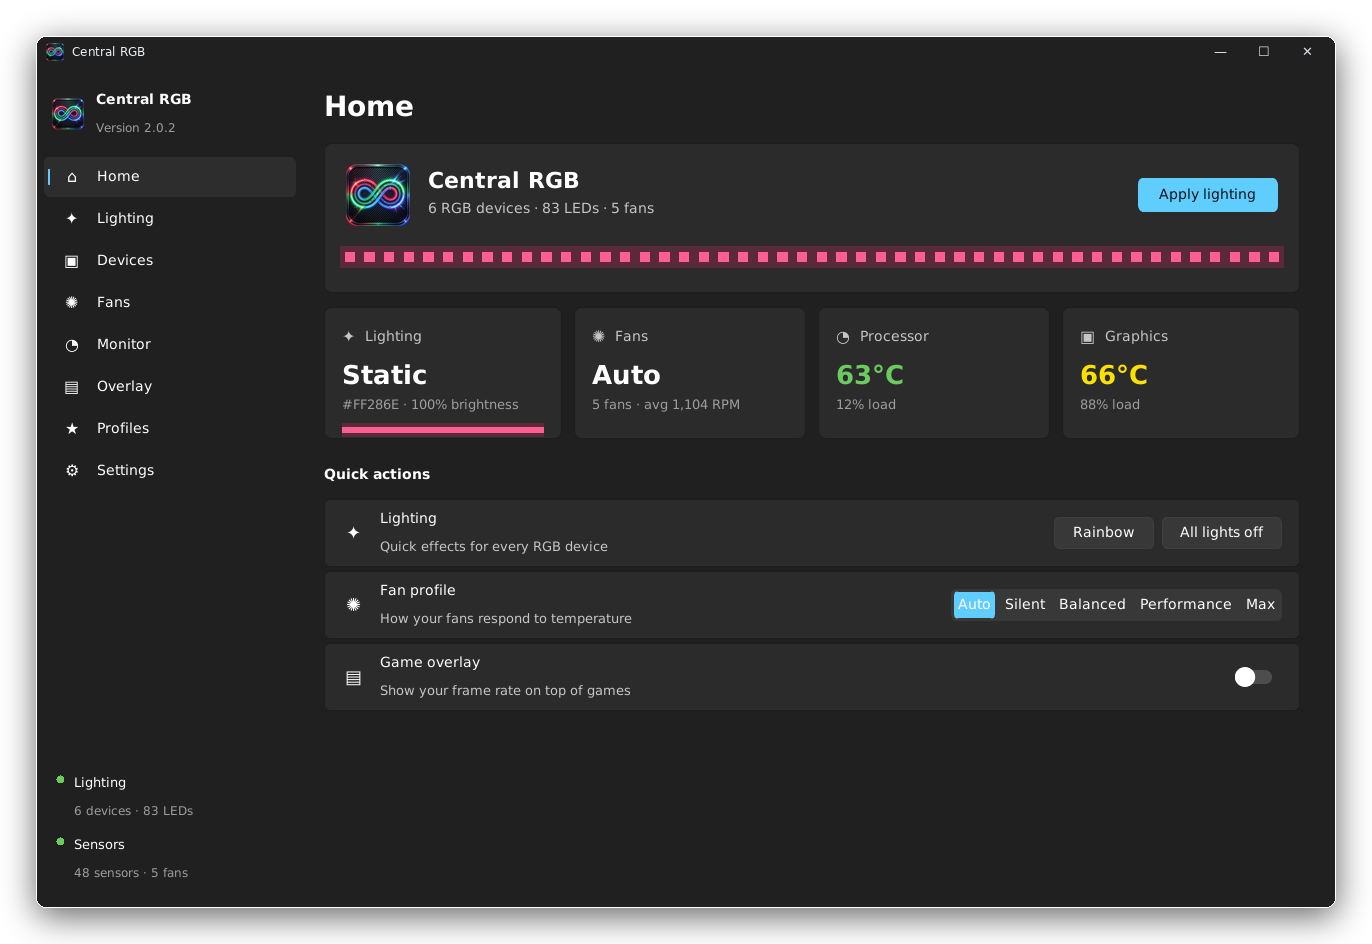 Central RGB
Central RGB
Version 2.0.2
Home
Lighting
Devices
Fans
Monitor
Overlay
Profiles
Settings
Lighting
6 devices · 83 LEDs
Sensors
48 sensors · 5 fans
Home
Central RGB
6 RGB devices · 83 LEDs · 5 fans
Apply lighting
Lighting
Static
#FF286E · 100% brightness
Fans
Auto
5 fans · avg 1,104 RPM
Processor
63°C
12% load
Graphics
66°C
88% load
Quick actions
Lighting
Quick effects for every RGB device
Rainbow
All lights off
Fan profile
How your fans respond to temperature
Auto Silent Balanced Performance Max
Game overlay
Show your frame rate on top of games